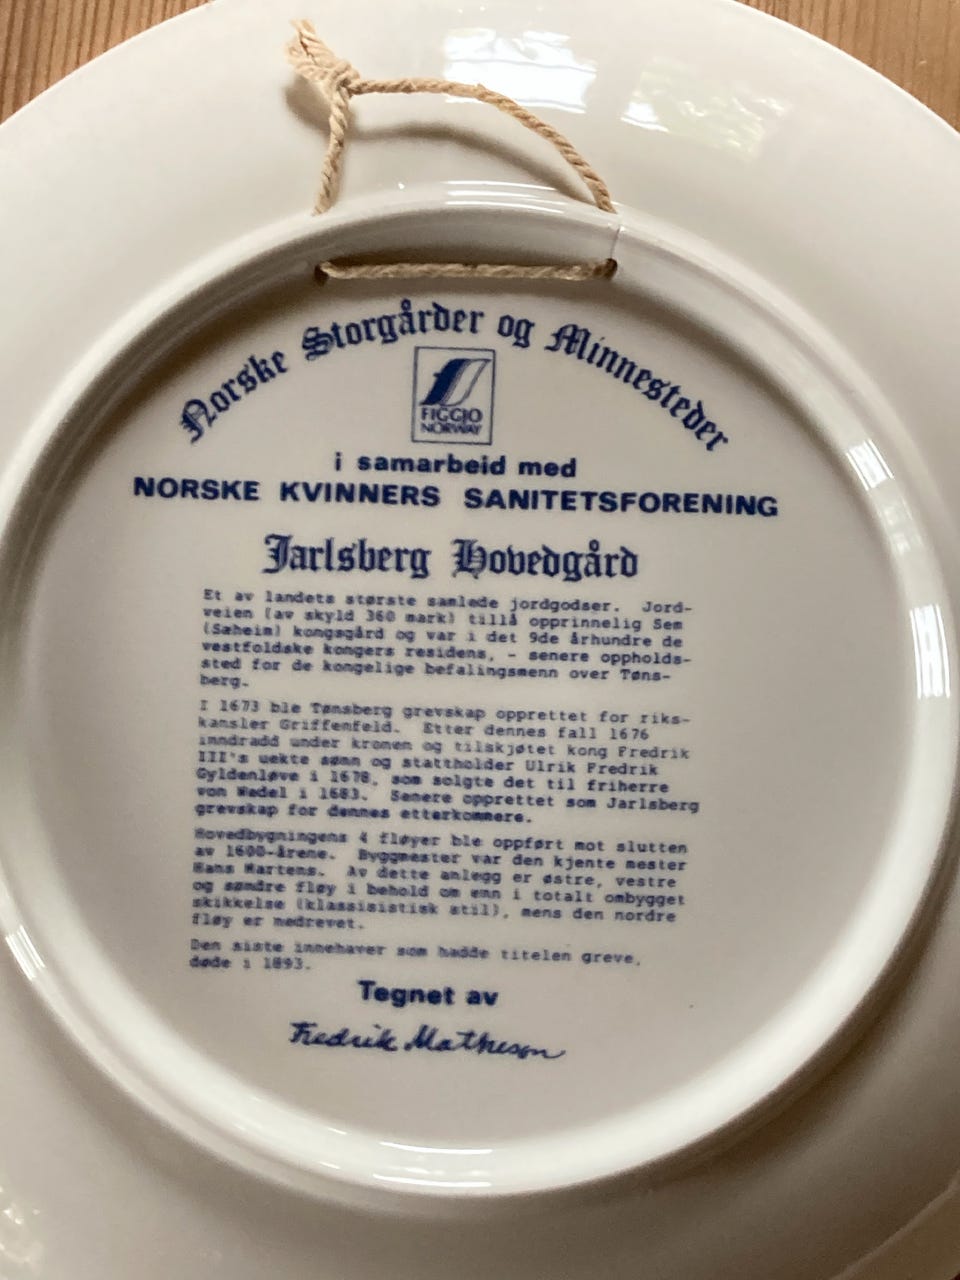 Norske Storgårder og Minnesteder
FIGGJO
NORWAY
i samarbeid med
NORSKE KVINNERS SANITETSFORENING
Jarlsberg Hovedgård
Et av landets største samlede jordgodser. Jord-
veien (av skyld 360 mark) tillå opprinnelig Sem
(Sæheim) kongsgård og var i det 9de århundre de
vestfoldske kongers residens, - senere oppholds-
sted for de kongelige befalingsmenn over Tøns-
berg.
I 1673 ble Tønsberg grevskap opprettet for riks-
kansler Griffenfeld. Etter dennes fall 1676
inndradd under kronen og tilskjøtet kong Fredrik
III's uekte sønn og stattholder Ulrik Fredrik
Gyldenløve i 1678, som solgte det til friherre
von Wedel i 1683. Senere opprettet som Jarlsberg
grevskap for dennes etterkommere.
Hovedbygningens 4 fløyer ble oppført mot slutten
av 1600-årene. Byggmester var den kjente mester
Hans Martens. Av dette anlegg er østre, vestre
og søndre fløy i behold om enn i totalt ombygget
skikkelse (klassisistisk stil), mens den nordre
fløy er nedrevet.
Den siste innehaver som hadde titelen greve,
døde i 1893.
Tegnet av
Fredrik Matheson